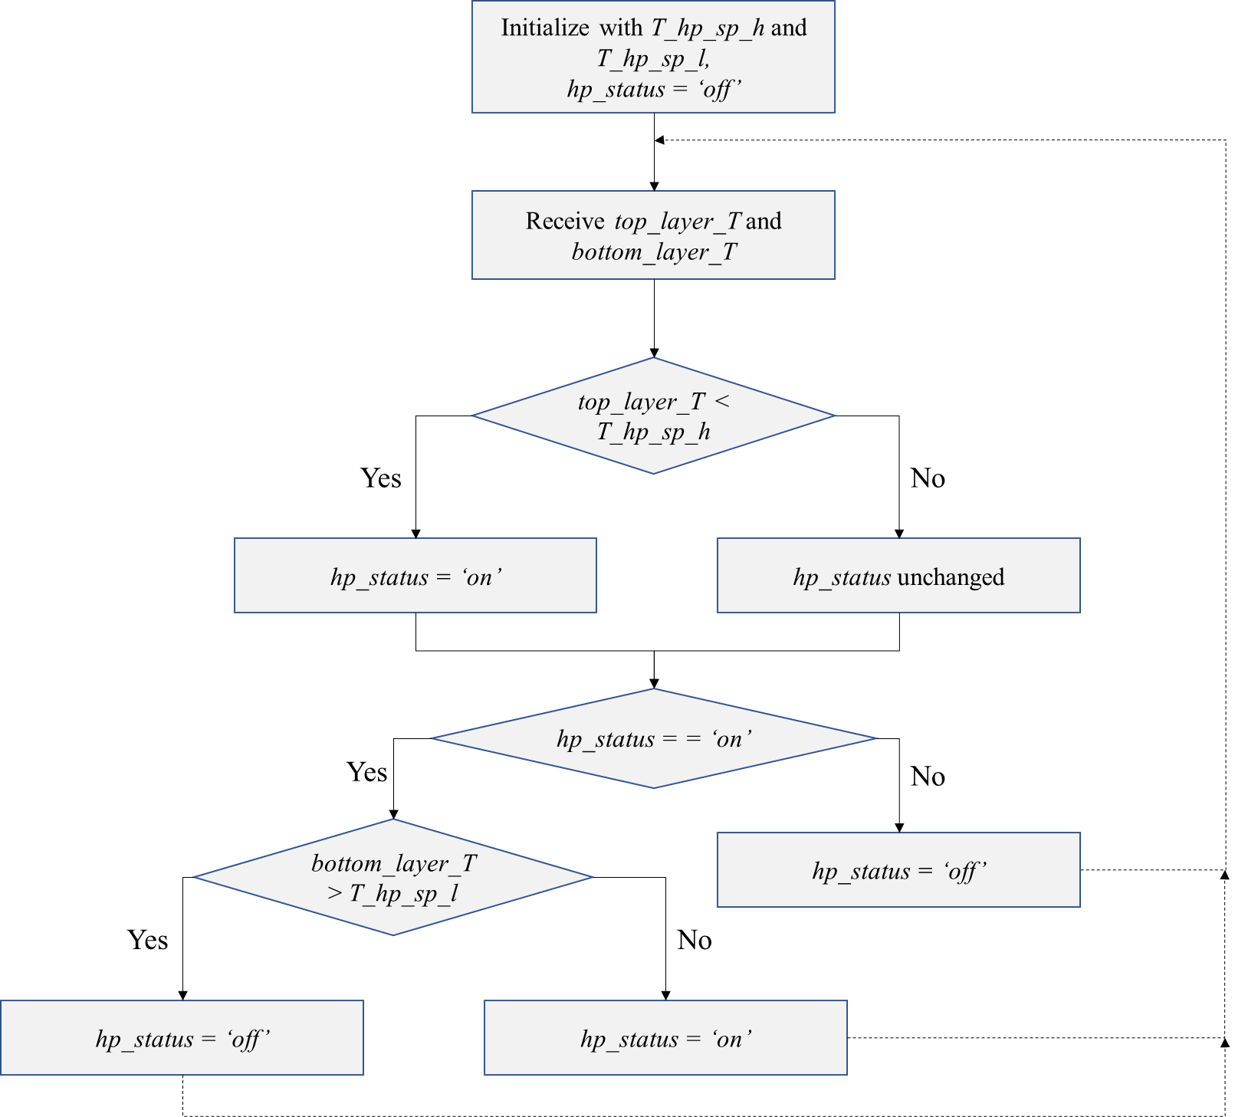 Initialize with T_hp_sp_h and
T_hp_sp_l,
hp_status = ‘off’
Receive top_layer_T and
bottom_layer_T
top_layer_T <
T_hp_sp_h
Yes
No
hp_status = ‘on’
hp_status unchanged
hp_status = = ‘on’
Yes
No
bottom_layer_T
> T_hp_sp_l
hp_status = ‘off’
Yes
No
hp_status = ‘off’
hp_status = ‘on’